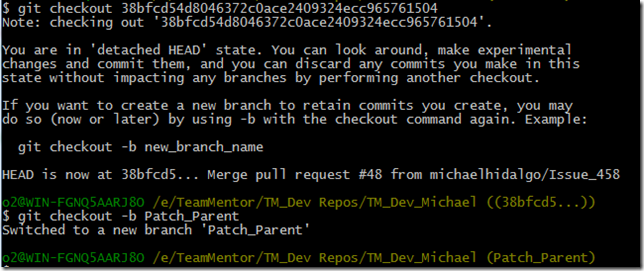 $ git checkout 38bfcd54d8046372c0ace2409324ecc965761504
Note: checking out '38bfcd54d8046372c0ace2409324ecc965761504'.
You are in 'detached HEAD' state. You can look around, make experimental
changes and commit them, and you can discard any commits you make in this
state without impacting any branches by performing another checkout.
If you want to create a new branch to retain commits you create, you may
do so (now or later) by using -b with the checkout command again. Example:
git checkout -b new_branch_name
HEAD is now at 38bfcd5... Merge pull request #48 from michaelhidalgo/Issue_458
o2@WIN-FGNQ5AARJ8O /e/TeamMentor/TM_Dev Repos/TM_Dev_Michael ((38bfcd5...))
$ git checkout -b Patch_Parent
Switched to a new branch 'Patch_Parent'
o2@WIN-FGNQ5AARJ8O /e/TeamMentor/TM_Dev Repos/TM_Dev_Michael (Patch_Parent)